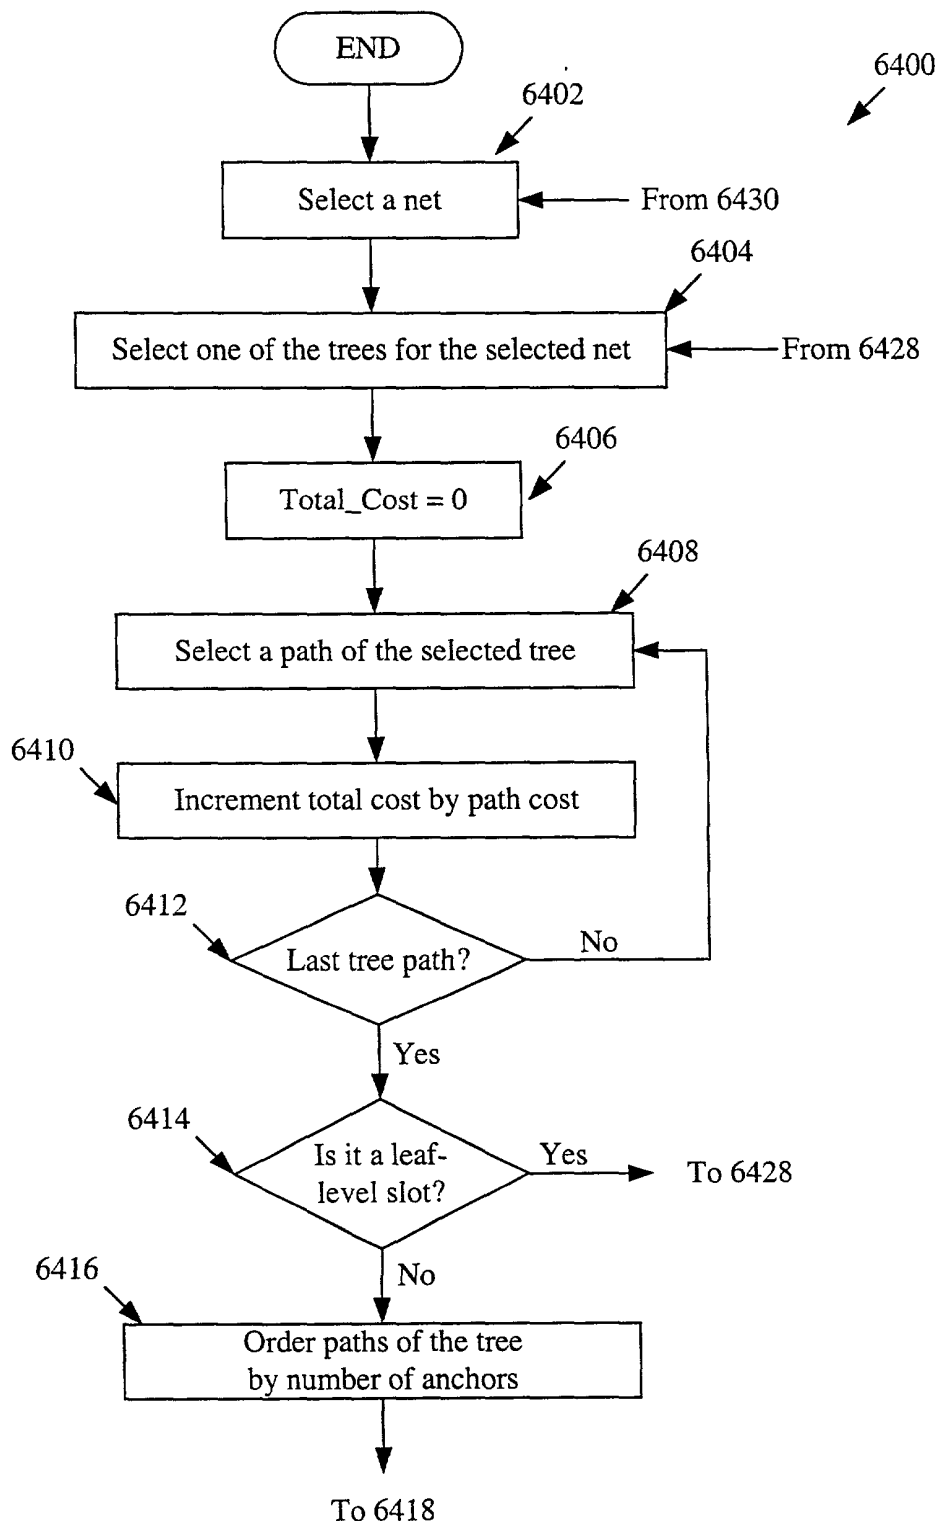 END
6400
6402
Select a net
From 6430
6404
Select one of the trees for the selected net
From 6428
6406
Total_Cost = 0
6408
Select a path of the selected tree
6410
Increment total cost by path cost
6412
Last tree path?
No
Yes
6414
Is it a leaf-
level slot?
Yes
To 6428
No
6416
Order paths of the tree
by number of anchors
To 6418